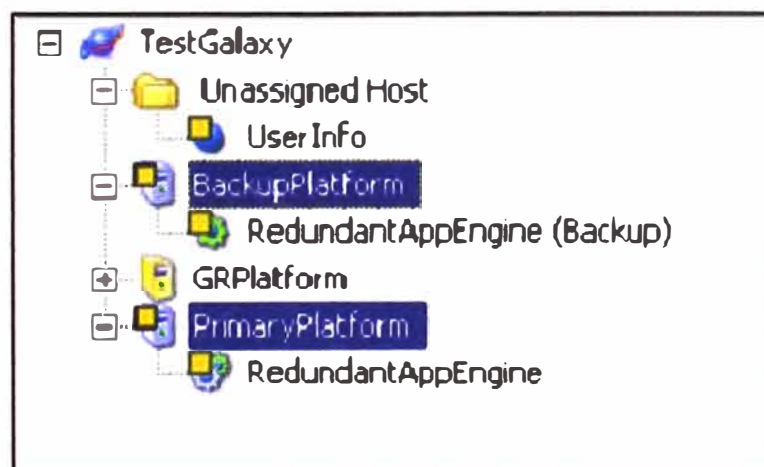 TestGalaxy
Unassigned Host
UserInfo
BackupPlatform
RedundantAppEngine (Backup)
GRPlatform
PrimaryPlatform
RedundantAppEngine